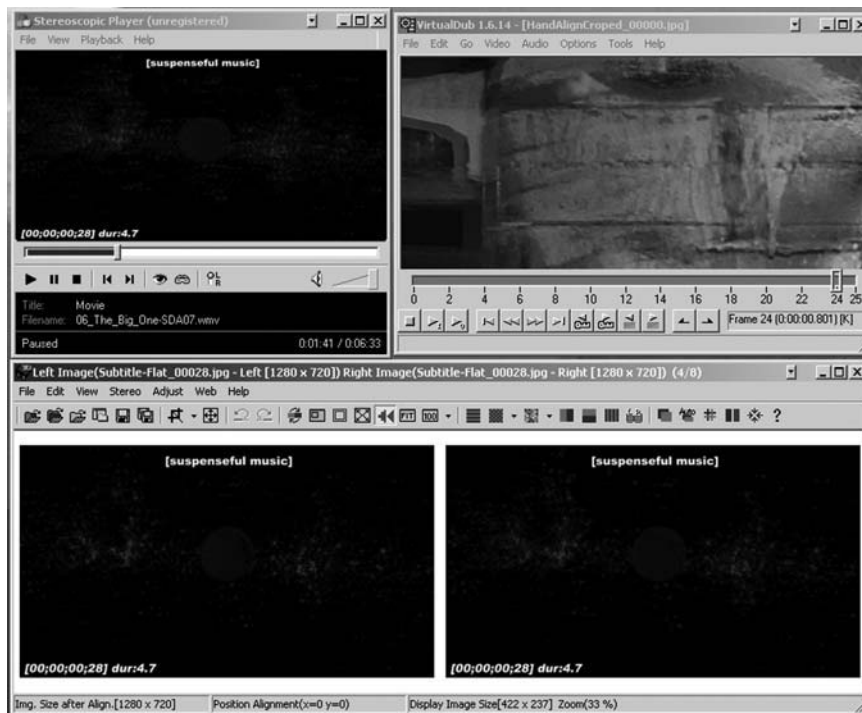 Stereoscopic Player (unregistered)
File View Playback Help
[suspenseful music]
[00;00;00;28] dur:4.7
L
R
Title: Movie
Filename: 06_The_Big_One-SDA07.wmv
Paused 0:01:41 / 0:06:33
VirtualDub 1.6.14 - [HandAlignCroped_00000.jpg]
File Edit Go Video Audio Options Tools Help
0 2 4 6 8 10 12 14 16 18 20 22 24 25
Frame 24 (0:00:00.801) [K]
Left Image(Subtitle-Flat_00028.jpg - Left [1280 x 720]) Right Image(Subtitle-Flat_00028.jpg - Right [1280 x 720]) (4/8)
File Edit View Stereo Adjust Web Help
FIT 100 ?
[suspenseful music] [suspenseful music]
[00;00;00;28] dur:4.7 [00;00;00;28] dur:4.7
Img. Size after Align.[1280 x 720] Position Alignment(x=0 y=0) Display Image Size[422 x 237] Zoom(33 %)